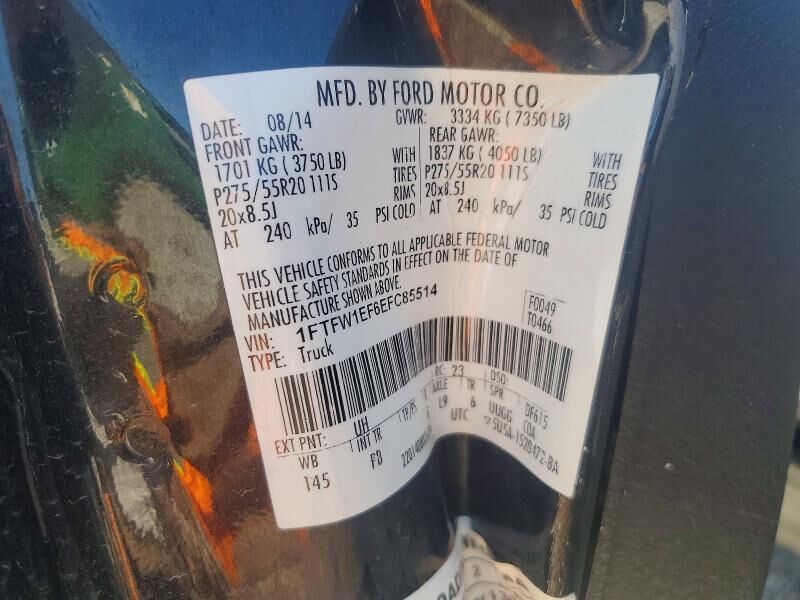 MFD. BY FORD MOTOR CO.
DATE: 08/14 GVWR: 3334 KG ( 7350 LB)
FRONT GAWR: REAR GAWR:
1701 KG ( 3750 LB) WITH 1837 KG ( 4050 LB) WITH
P275/55R20 111S TIRES P275/55R20 111S TIRES
20x8.5J RIMS 20x8.5J RIMS
AT 240 kPa/ 35 PSI COLD AT 240 kPa/ 35 PSI COLD
THIS VEHICLE CONFORMS TO ALL APPLICABLE FEDERAL MOTOR
VEHICLE SAFETY STANDARDS IN EFFECT ON THE DATE OF
MANUFACTURE SHOWN ABOVE.
VIN: 1FTFW1EF6EFC85514 F0049
TYPE: Truck T0466
EXT PNT: UH RC: 23 DSO:
WB INT TR TP/PS AXLE TR SPR DF615
145 FB L9 6 UUGG COA
UTC